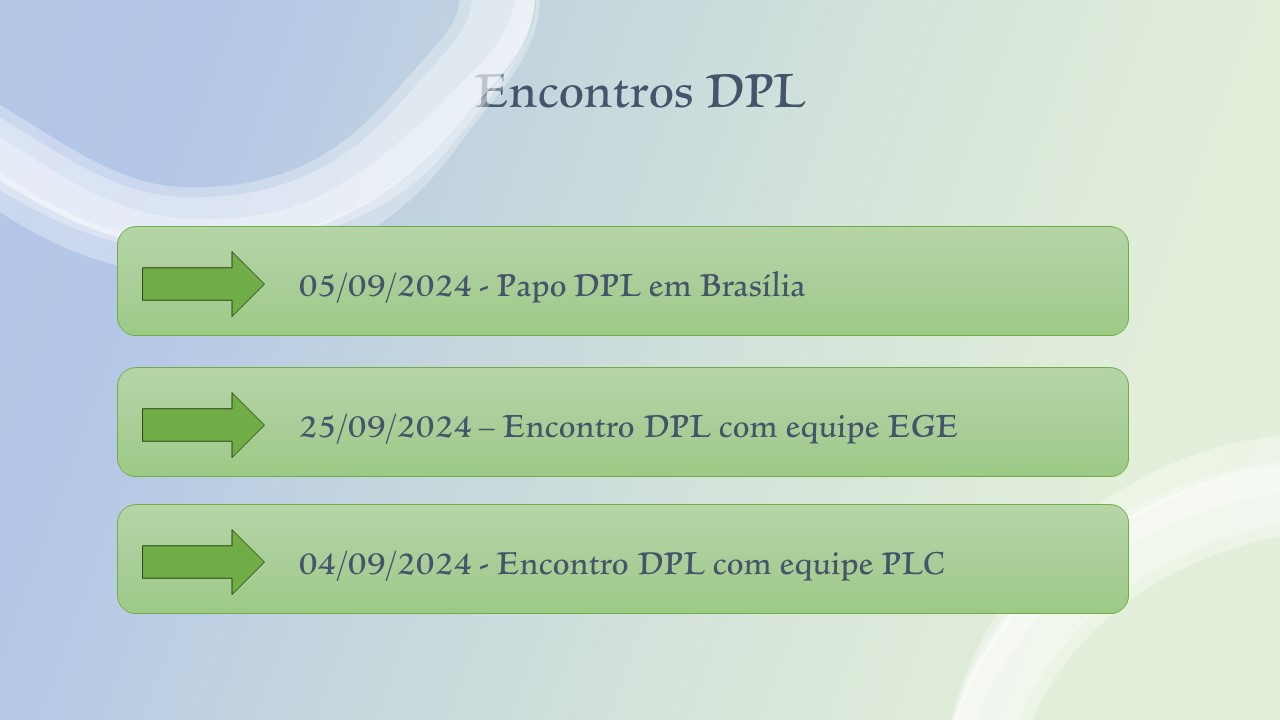 Encontros DPL
05/09/2024 - Papo DPL em Brasília
25/09/2024 – Encontro DPL com equipe EGE
04/09/2024 - Encontro DPL com equipe PLC